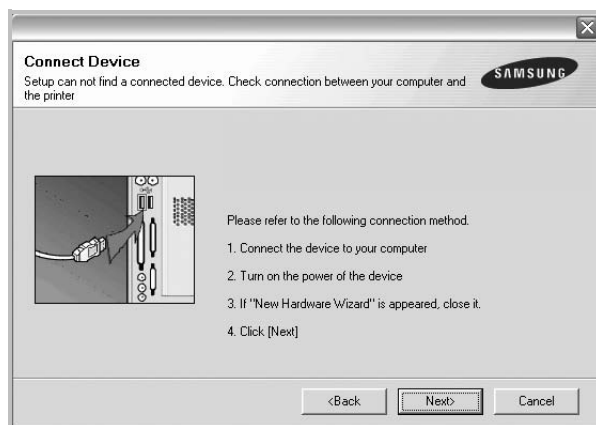 Connect Device
Setup can not find a connected device. Check connection between your computer and
the printer
SAMSUNG
Please refer to the following connection method.
1. Connect the device to your computer
2. Turn on the power of the device
3. If "New Hardware Wizard" is appeared, close it.
4. Click [Next]
<Back
Next>
Cancel